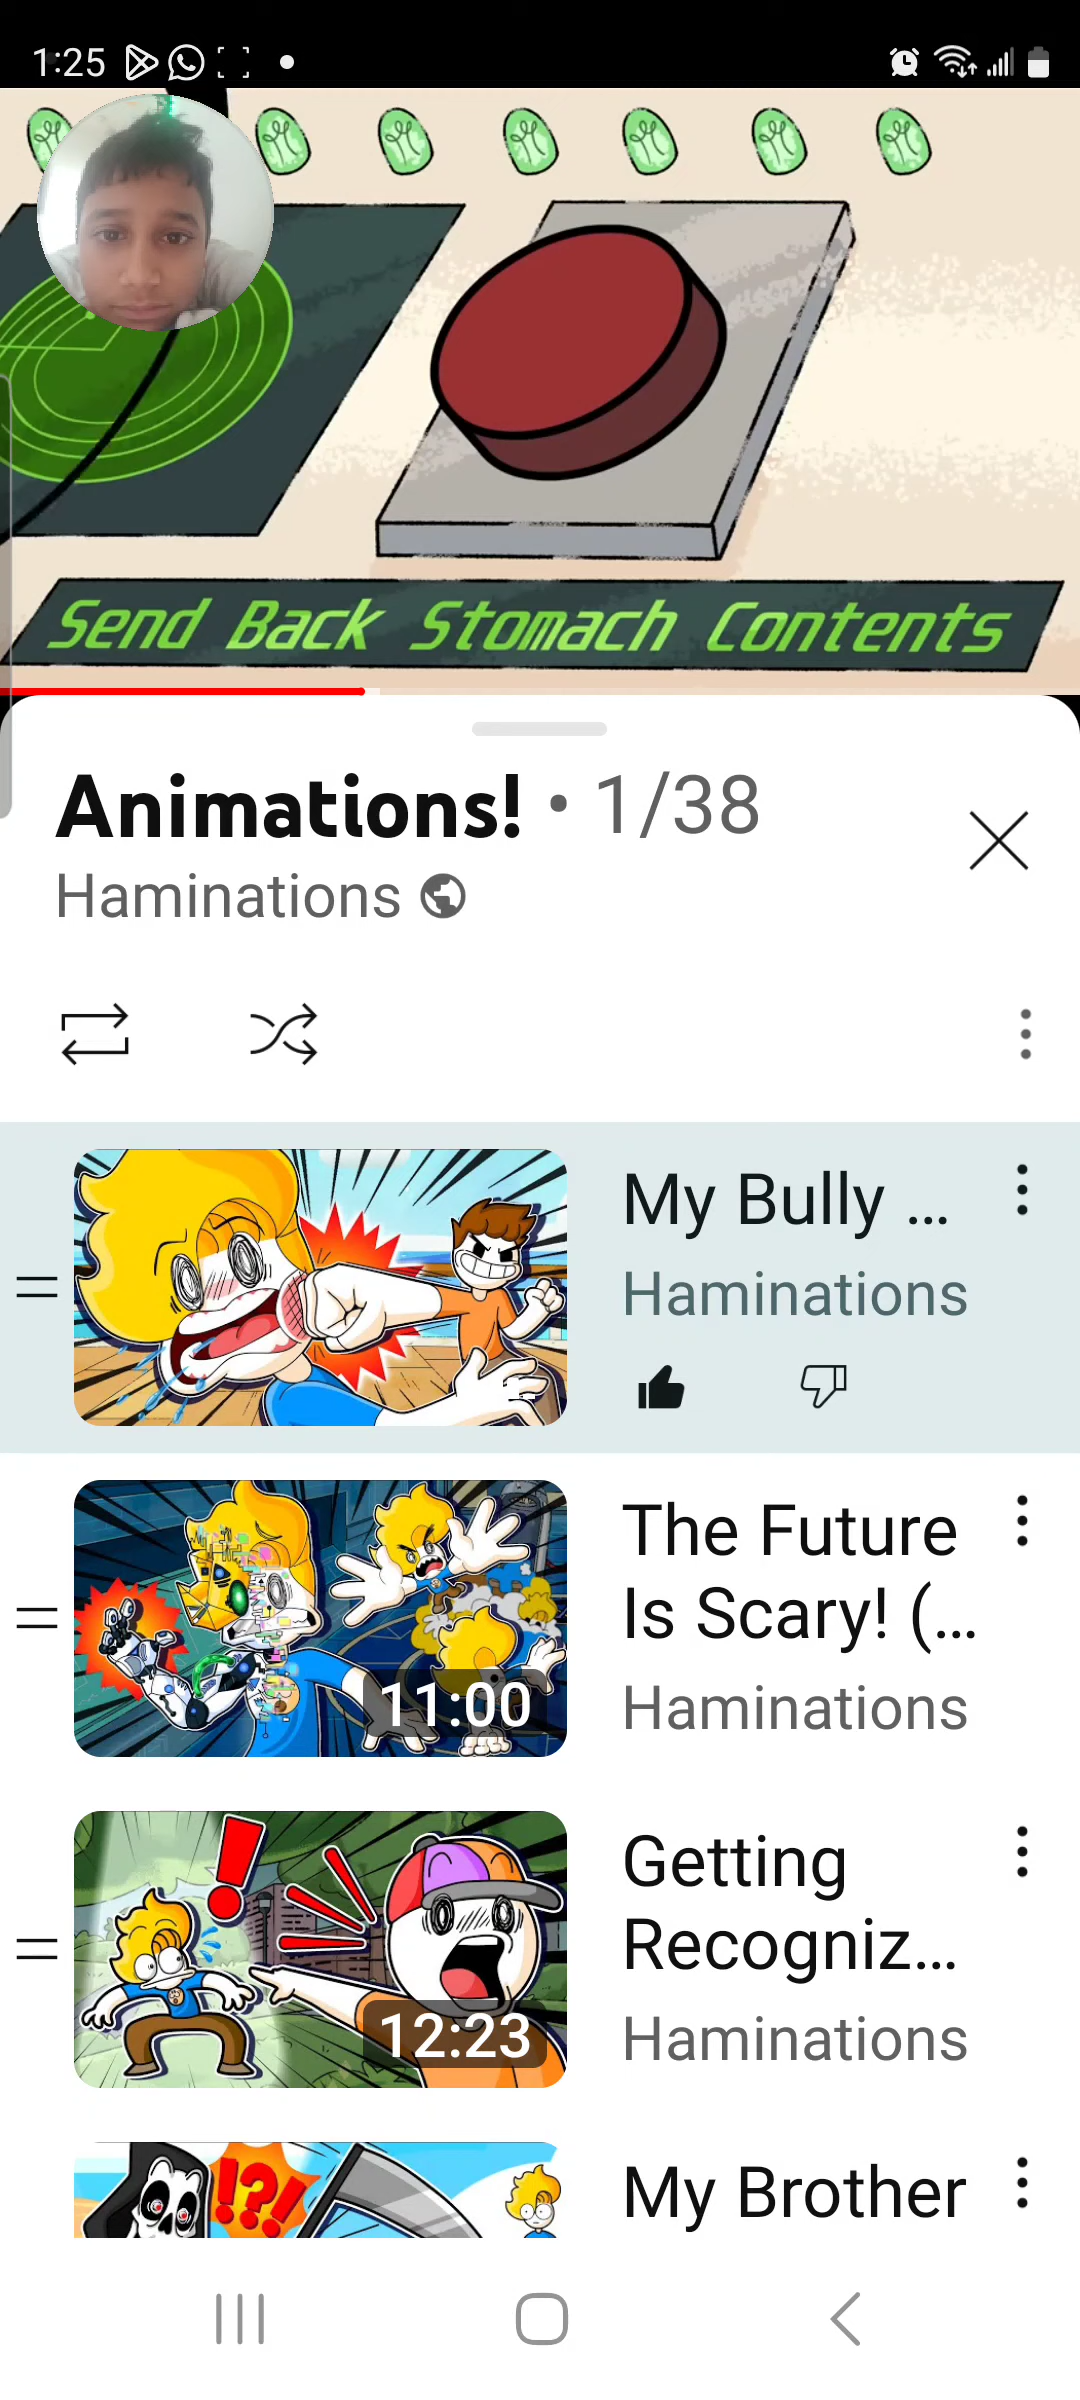 1:25
Send Back Stomach Contents
Animations! • 1/38
Haminations
My Bully ...
Haminations
The Future
Is Scary! (...
Haminations
11:00
Getting
Recogniz...
Haminations
12:23
!?!
My Brother